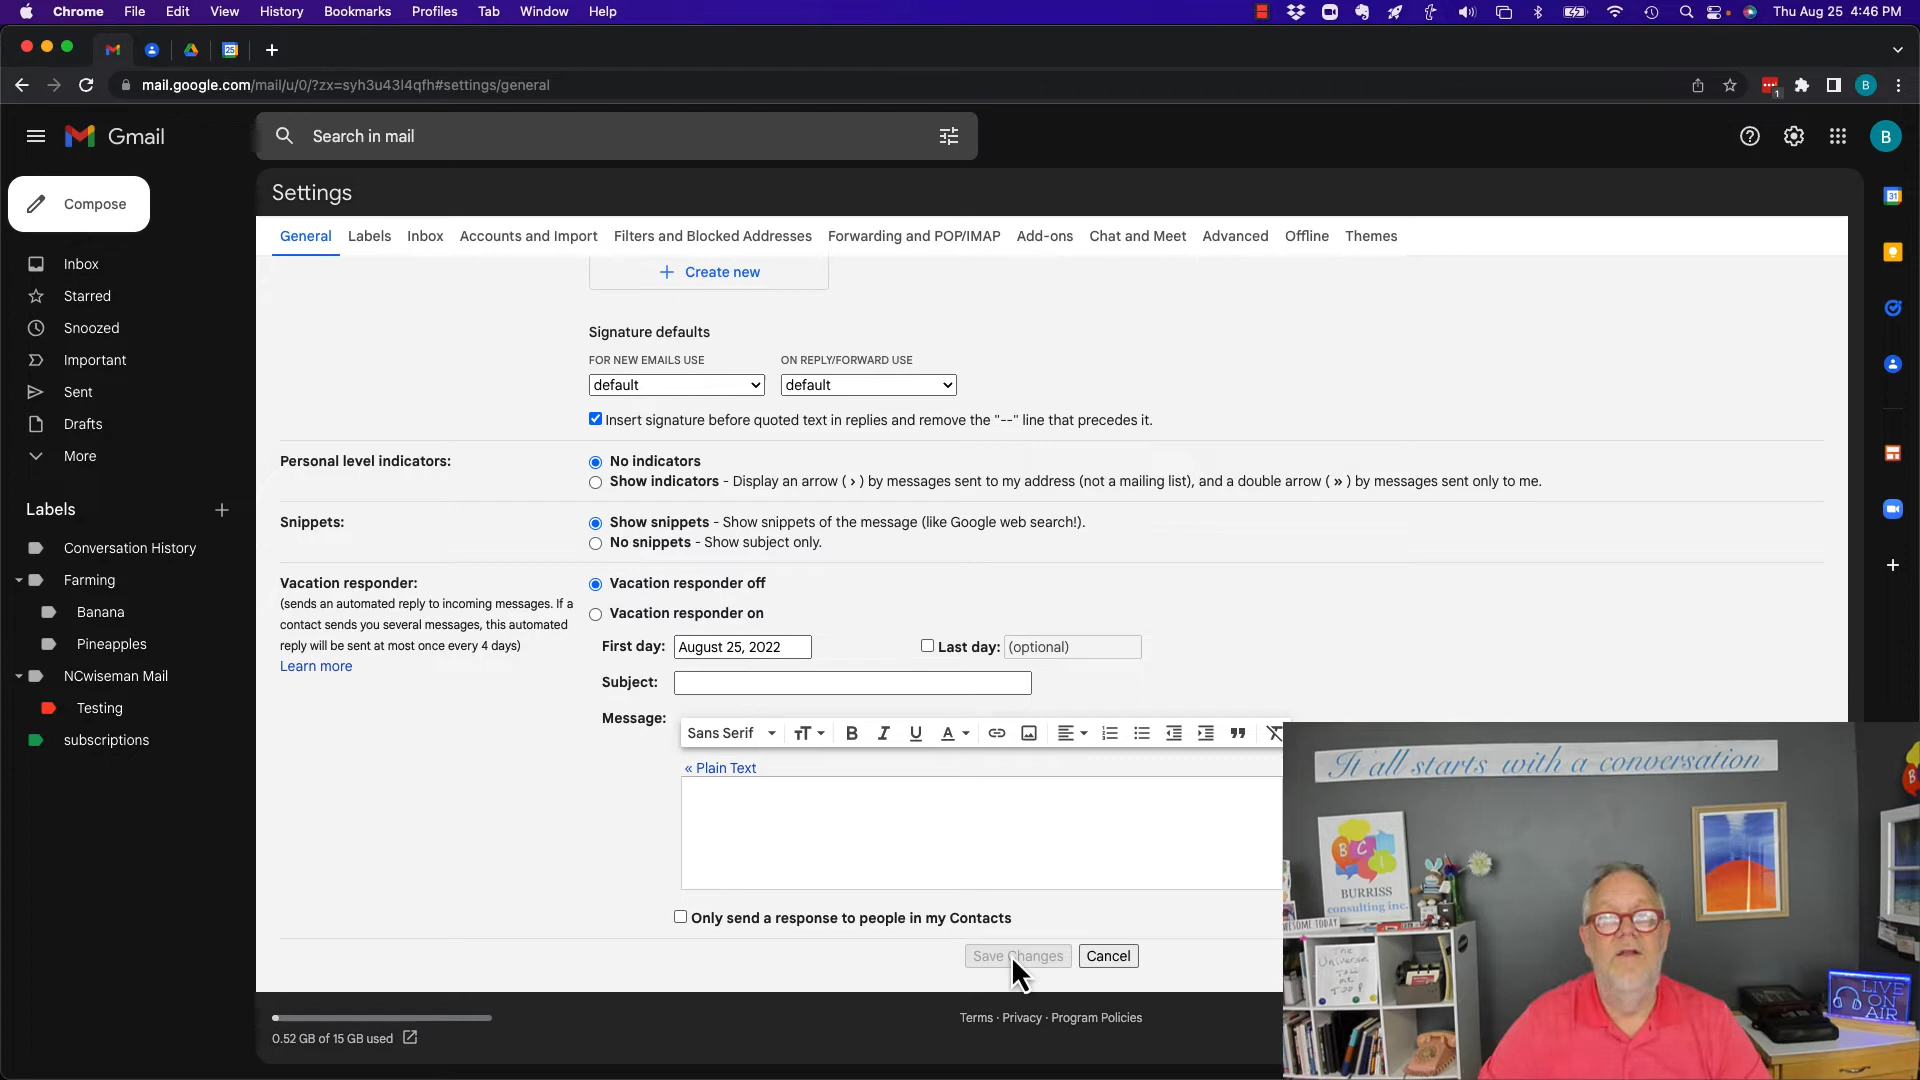 Chrome File Edit View History Bookmarks Profiles Tab Window Help Thu Aug 25 4:46 PM
25
mail.google.com/mail/u/0/?zx=syh3u43l4qfh#settings/general 1 B
Gmail Search in mail B
Compose
Inbox
Starred
Snoozed
Important
Sent
Drafts
More
Labels
Conversation History
Farming
Banana
Pineapples
NCwiseman Mail
Testing
subscriptions
Settings
General Labels Inbox Accounts and Import Filters and Blocked Addresses Forwarding and POP/IMAP Add-ons Chat and Meet Advanced Offline Themes
Create new
Signature defaults
FOR NEW EMAILS USE ON REPLY/FORWARD USE
default default
Insert signature before quoted text in replies and remove the "--" line that precedes it.
Personal level indicators: No indicators
Show indicators - Display an arrow ( › ) by messages sent to my address (not a mailing list), and a double arrow ( » ) by messages sent only to me.
Snippets: Show snippets - Show snippets of the message (like Google web search!).
No snippets - Show subject only.
Vacation responder: Vacation responder off
(sends an automated reply to incoming messages. If a
contact sends you several messages, this automated
reply will be sent at most once every 4 days)
Learn more
Vacation responder on
First day: August 25, 2022 Last day: (optional)
Subject:
Message:
Sans Serif
« Plain Text
Only send a response to people in my Contacts
Save Changes Cancel
Terms · Privacy · Program Policies
0.52 GB of 15 GB used
31
It all starts with a conversation
B C I
BURRISS
consulting inc.
AWESOME TODAY
The
Universe
LIVE
ON
AIR